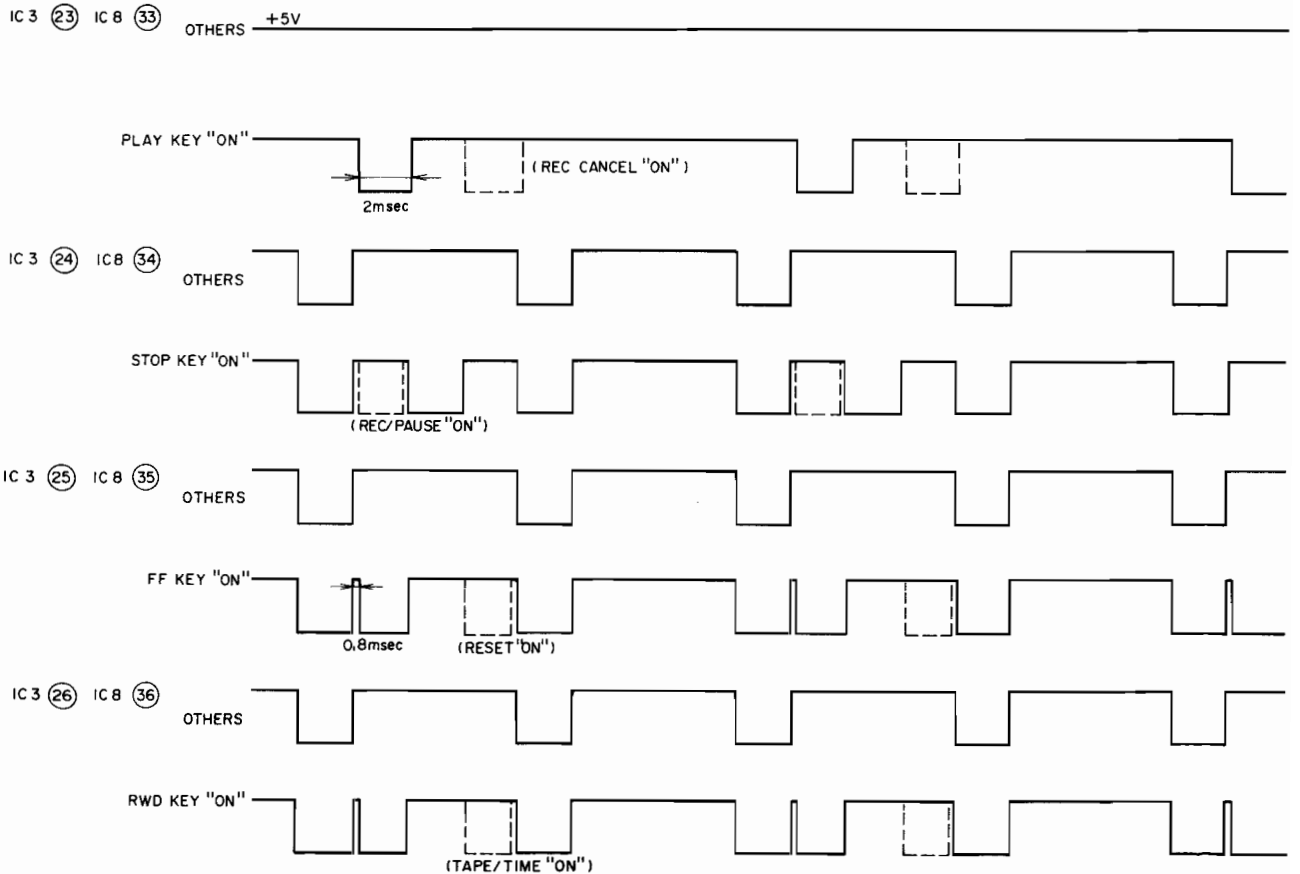 IC 3 (23) IC 8 (33)
OTHERS
+5V
PLAY KEY "ON"
(REC CANCEL "ON")
2msec
IC 3 (24) IC8 (34)
OTHERS
STOP KEY "ON"
(REC/PAUSE "ON")
IC 3 (25) IC 8 (35)
OTHERS
FF KEY "ON"
0.8msec
(RESET "ON")
IC 3 (26) IC 8 (36)
OTHERS
RWD KEY "ON"
(TAPE/TIME "ON")